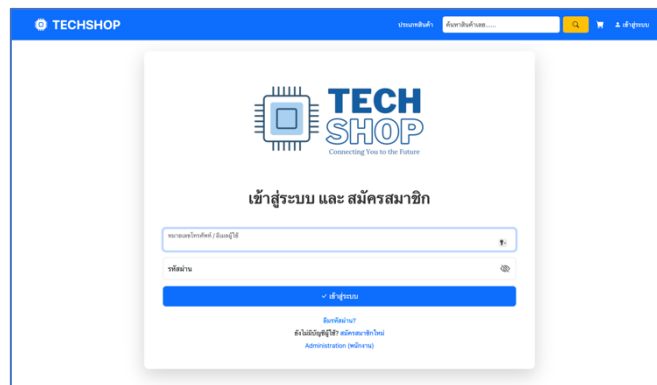 TECHSHOP
ประเภทสินค้า
ค้นหาสินค้าเลย......
เข้าสู่ระบบ
TECH
SHOP
Connecting You to the Future
เข้าสู่ระบบ และ สมัครสมาชิก
หมายเลขโทรศัพท์ / อีเมลผู้ใช้
รหัสผ่าน
เข้าสู่ระบบ
ลืมรหัสผ่าน?
ยังไม่มีบัญชีผู้ใช้? สมัครสมาชิกใหม่
Administration (พนักงาน)